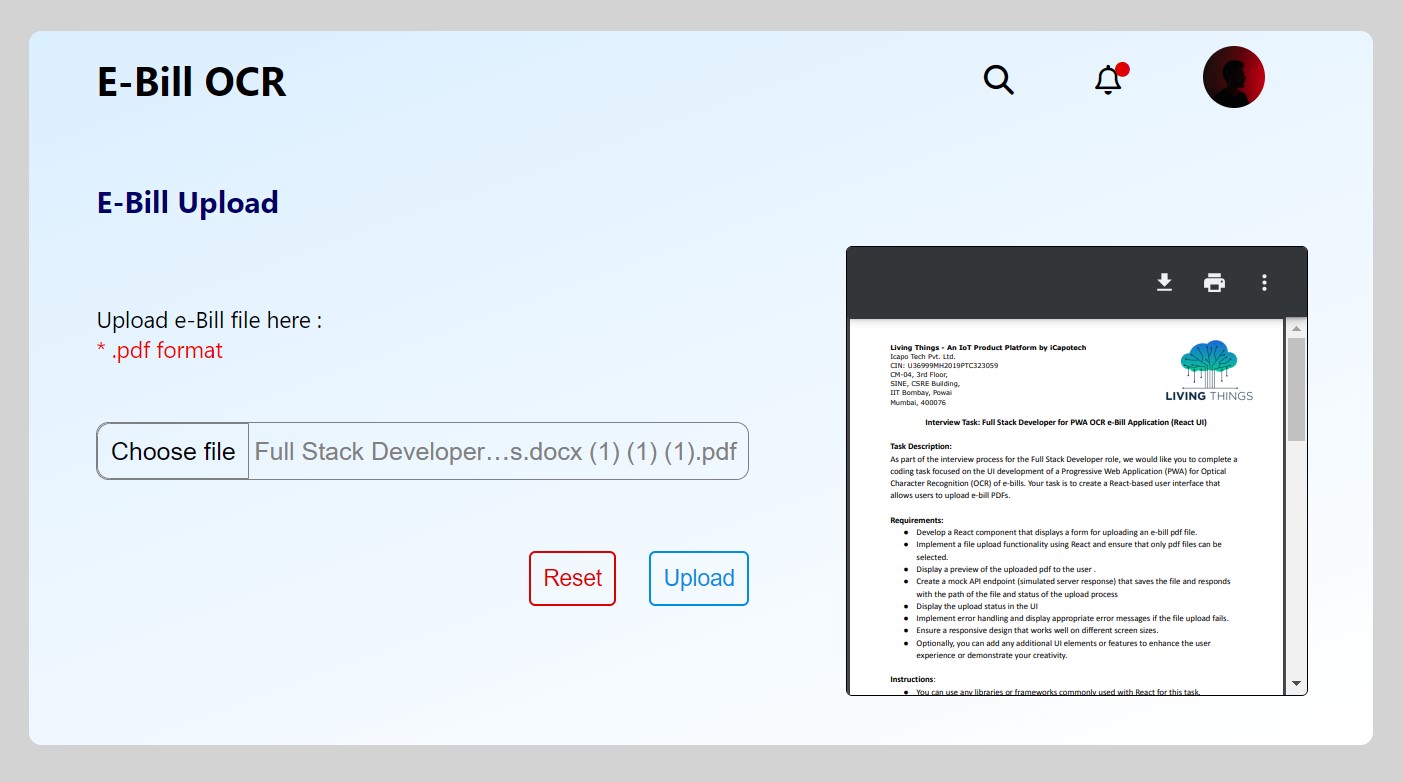 E-Bill OCR
E-Bill Upload
Upload e-Bill file here :
* .pdf format
Choose file Full Stack Developer…s.docx (1) (1) (1).pdf
Reset Upload
Living Things - An IoT Product Platform by iCapotech
Icapo Tech Pvt. Ltd.
CIN: U36999MH2019PTC323059
CM-04, 3rd Floor,
SINE, CSRE Building,
IIT Bombay, Powai
Mumbai, 400076
LIVING THINGS
Interview Task: Full Stack Developer for PWA OCR e-Bill Application (React UI)
Task Description:
As part of the interview process for the Full Stack Developer role, we would like you to complete a
coding task focused on the UI development of a Progressive Web Application (PWA) for Optical
Character Recognition (OCR) of e-bills. Your task is to create a React-based user interface that
allows users to upload e-bill PDFs.
Requirements:
● Develop a React component that displays a form for uploading an e-bill pdf file.
● Implement a file upload functionality using React and ensure that only pdf files can be
selected.
● Display a preview of the uploaded pdf to the user .
● Create a mock API endpoint (simulated server response) that saves the file and responds
with the path of the file and status of the upload process
● Display the upload status in the UI
● Implement error handling and display appropriate error messages if the file upload fails.
● Ensure a responsive design that works well on different screen sizes.
● Optionally, you can add any additional UI elements or features to enhance the user
experience or demonstrate your creativity.
Instructions:
● You can use any libraries or frameworks commonly used with React for this task.